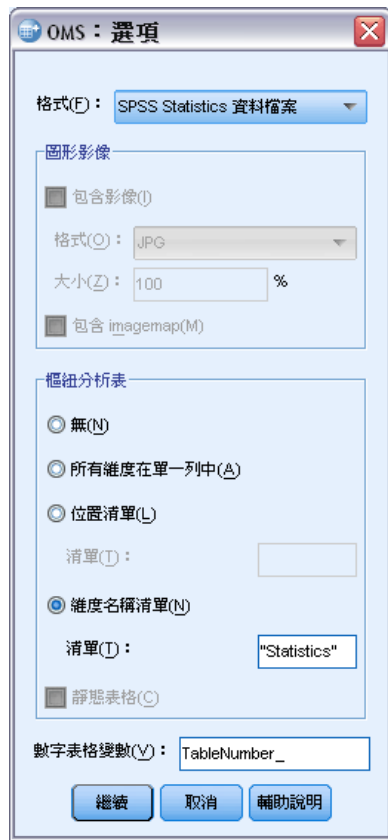 OMS：選項
格式(F)： SPSS Statistics 資料檔案
圖形影像
包含影像(I)
格式(O)： JPG
大小(Z)： 100 %
包含 imagemap(M)
樞紐分析表
無(N)
所有維度在單一列中(A)
位置清單(L)
清單(T)：
維度名稱清單(N)
清單(T)： "Statistics"
靜態表格(C)
數字表格變數(V)： TableNumber_
繼續 取消 輔助說明